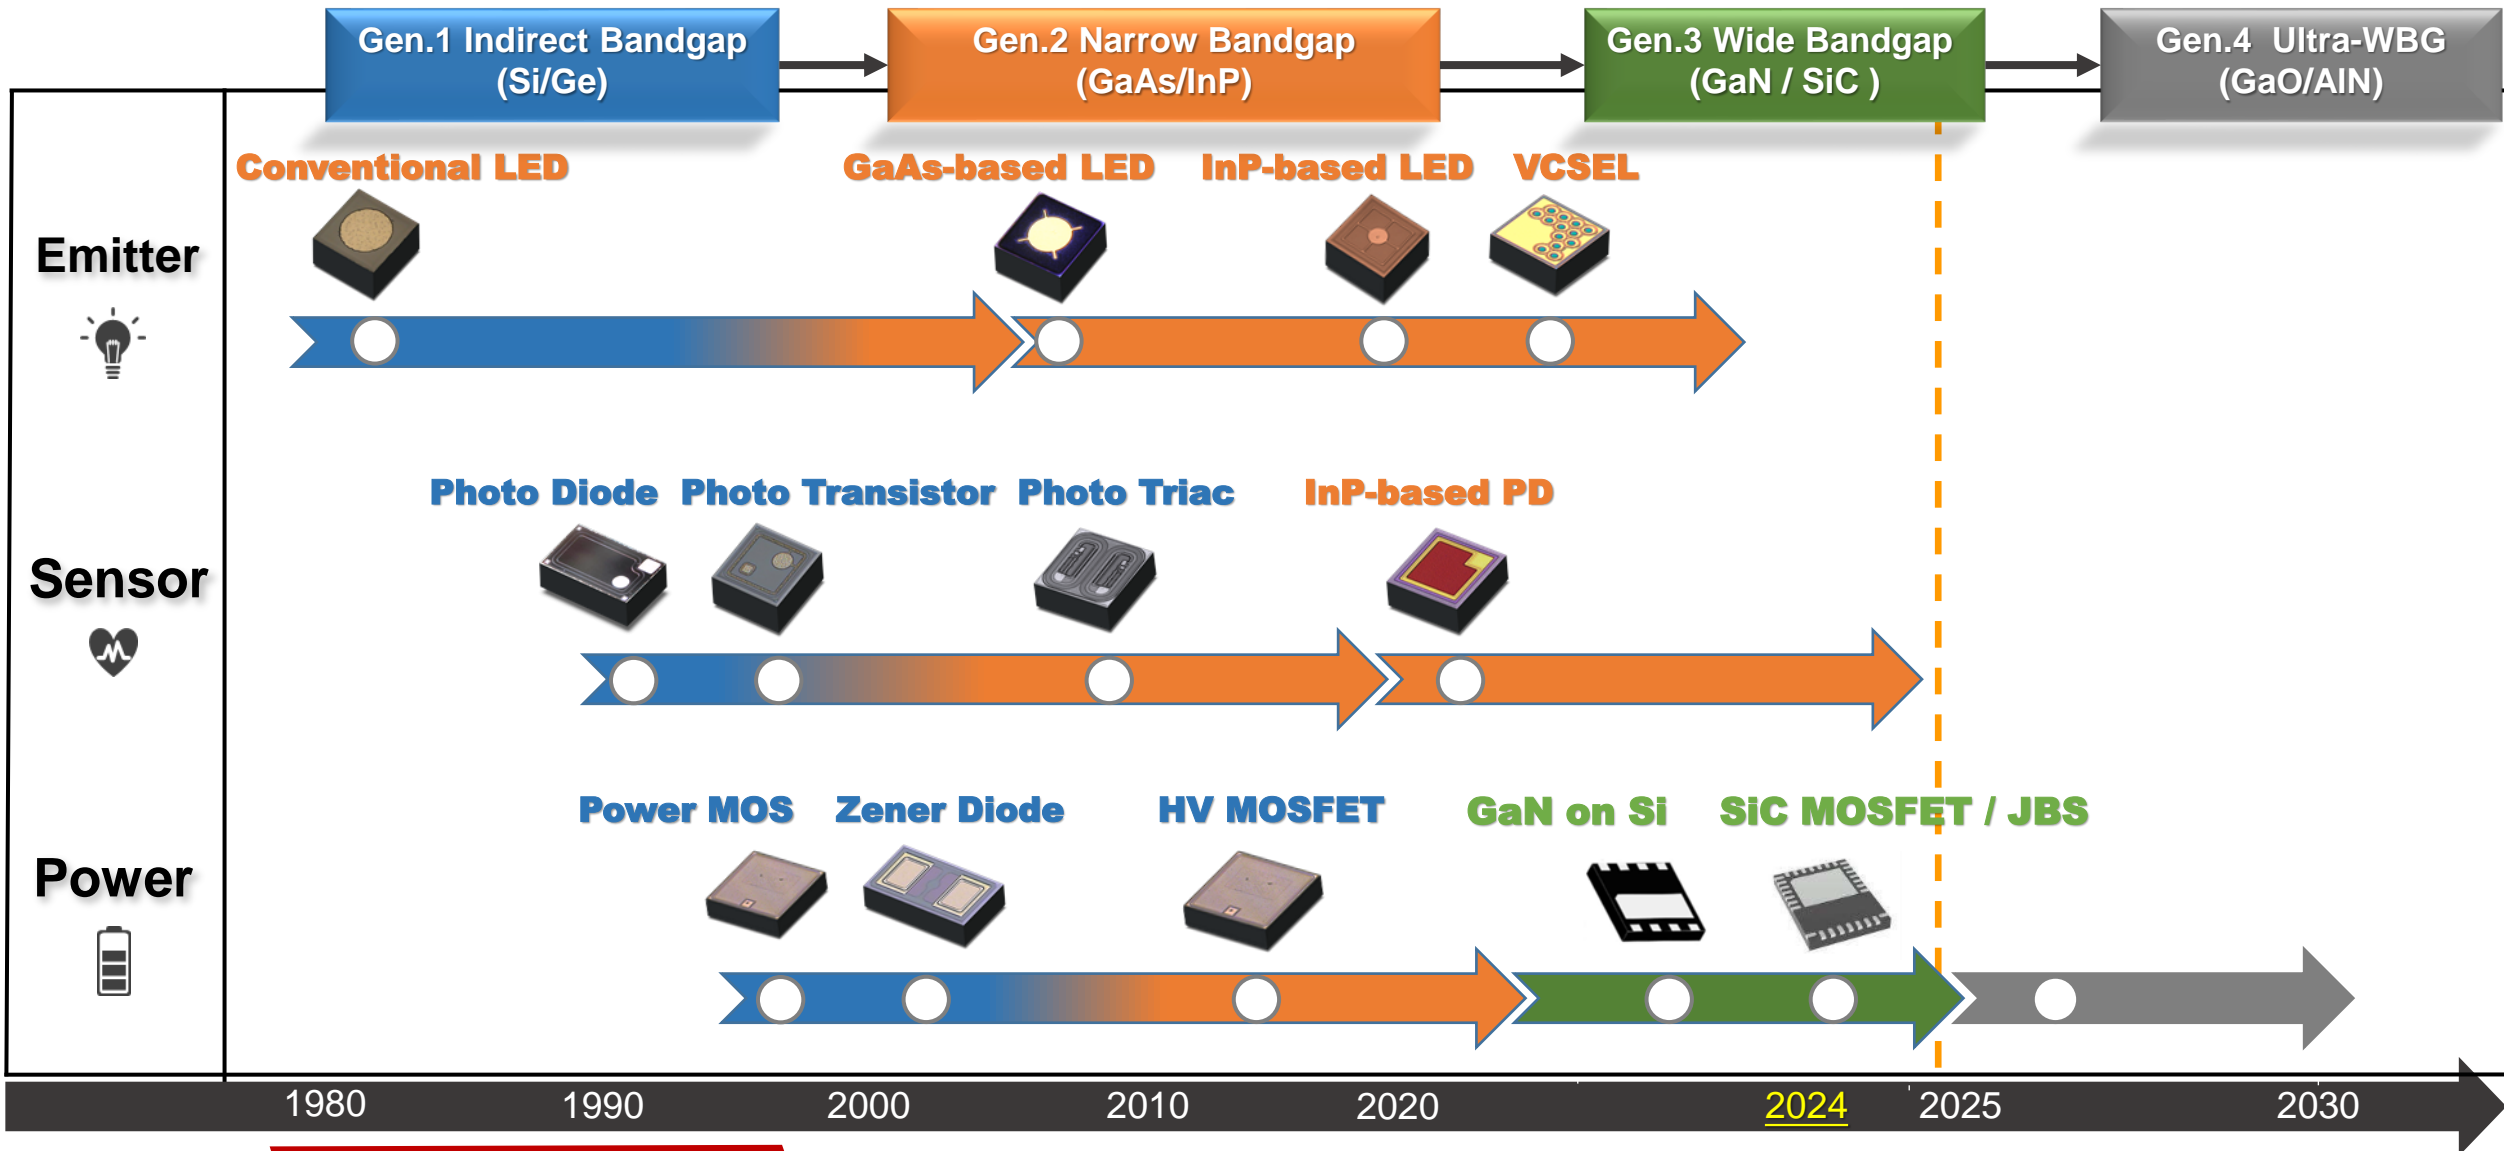 Gen.1 Indirect Bandgap
(Si/Ge)
Gen.2 Narrow Bandgap
(GaAs/InP)
Gen.3 Wide Bandgap
(GaN / SiC )
Gen.4 Ultra-WBG
(GaO/AlN)
Emitter
Conventional LED
GaAs-based LED
InP-based LED
VCSEL
Sensor
Photo Diode
Photo Transistor
Photo Triac
InP-based PD
Power
Power MOS
Zener Diode
HV MOSFET
GaN on Si
SiC MOSFET / JBS
1980
1990
2000
2010
2020
2024
2025
2030